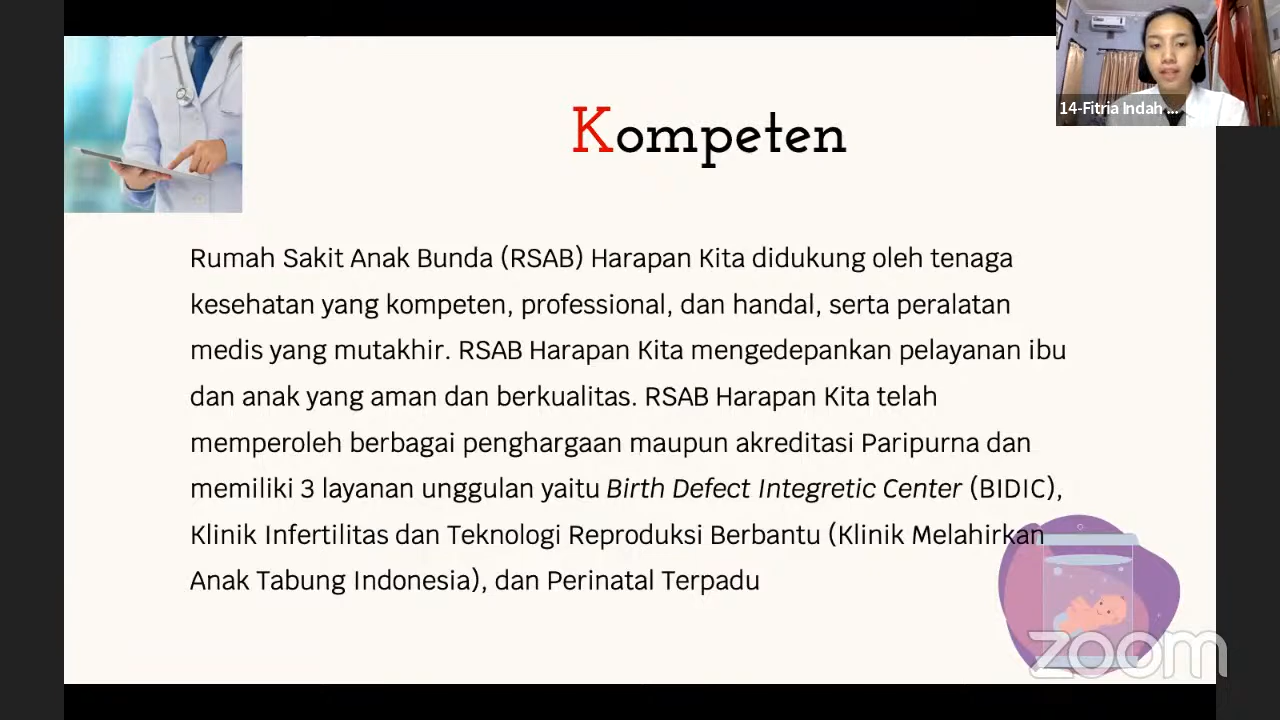 14-Fitria Indah ...
Kompeten
Rumah Sakit Anak Bunda (RSAB) Harapan Kita didukung oleh tenaga
kesehatan yang kompeten, professional, dan handal, serta peralatan
medis yang mutakhir. RSAB Harapan Kita mengedepankan pelayanan ibu
dan anak yang aman dan berkualitas. RSAB Harapan Kita telah
memperoleh berbagai penghargaan maupun akreditasi Paripurna dan
memiliki 3 layanan unggulan yaitu Birth Defect Integretic Center (BIDIC),
Klinik Infertilitas dan Teknologi Reproduksi Berbantu (Klinik Melahirkan
Anak Tabung Indonesia), dan Perinatal Terpadu
zoom